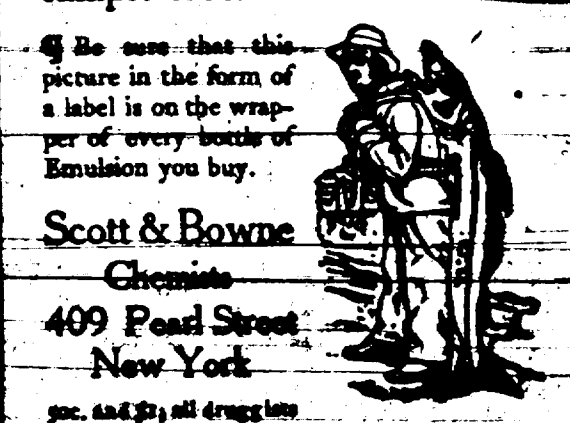 ¶ Be sure that this
picture in the form of
a label is on the wrap-
per of every bottle of
Emulsion you buy.
Scott & Bowne
Chemists
409 Pearl Street
New York
50c. and $1; all druggists